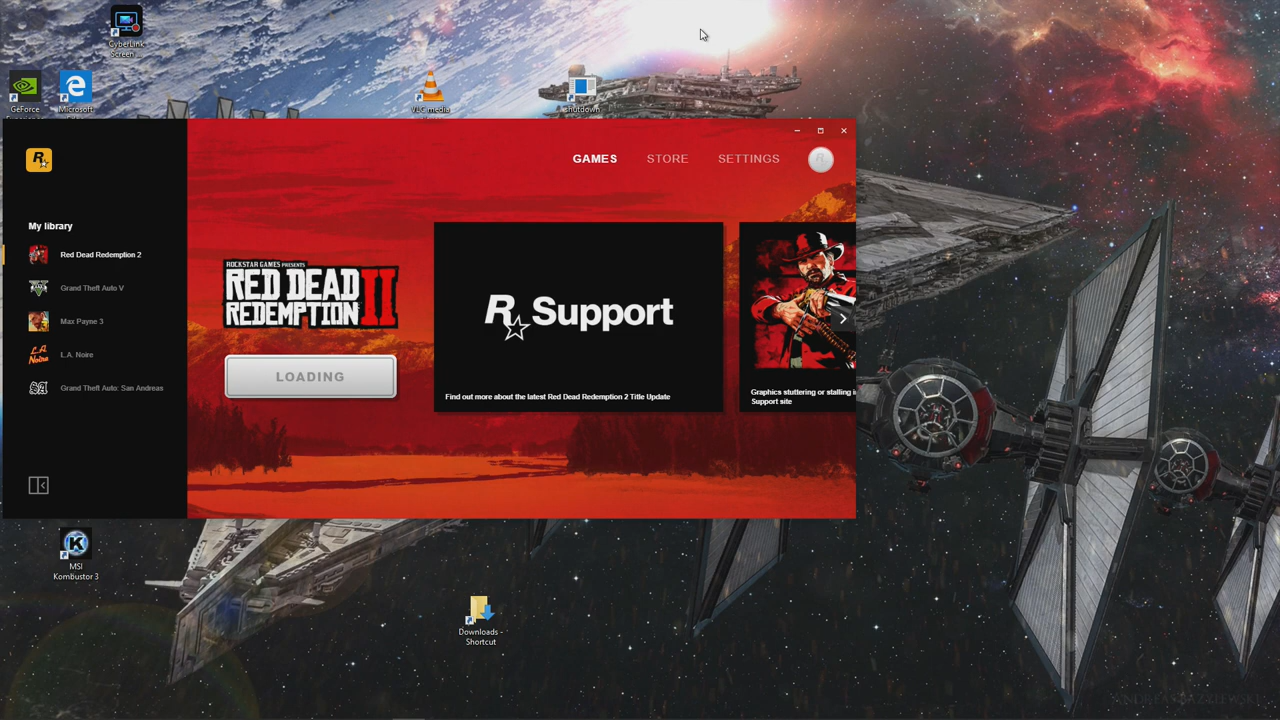 CyberLink
Screen ...
GeForce
Microsoft
VLC media
shutdown
GAMES
STORE
SETTINGS
My library
Red Dead Redemption 2
Grand Theft Auto V
Max Payne 3
L.A. Noire
Grand Theft Auto: San Andreas
ROCKSTAR GAMES PRESENTS
RED DEAD
REDEMPTION II
LOADING
R Support
Find out more about the latest Red Dead Redemption 2 Title Update
Graphics stuttering or stalling i
Support site
MSI
Kombustor 3
Downloads -
Shortcut